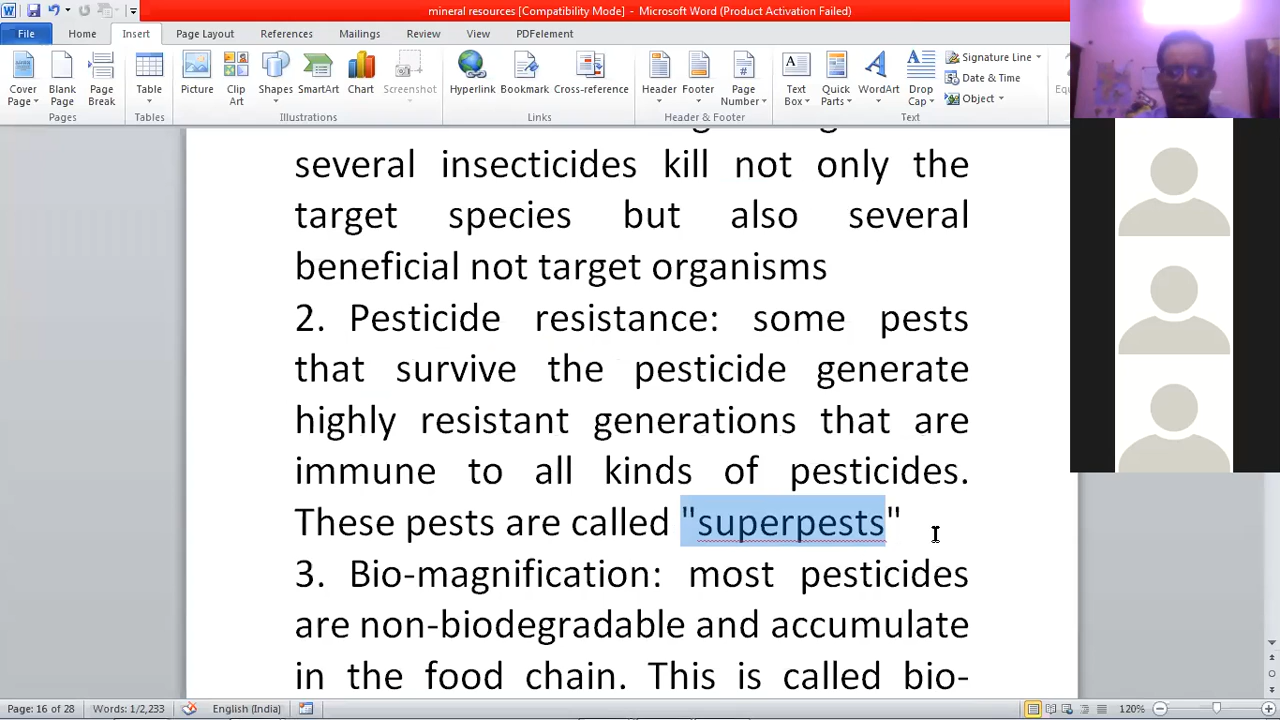 mineral resources [Compatibility Mode] - Microsoft Word (Product Activation Failed)
File Home Insert Page Layout References Mailings Review View PDFelement
Cover Page Blank Page Page Break Table Picture Clip Art Shapes SmartArt Chart Screenshot Hyperlink Bookmark Cross-reference Header Footer Page Number Text Box Quick Parts WordArt Drop Cap Signature Line Date & Time Object
Pages Tables Illustrations Links Header & Footer Text
several insecticides kill not only the
target species but also several
beneficial not target organisms
2. Pesticide resistance: some pests
that survive the pesticide generate
highly resistant generations that are
immune to all kinds of pesticides.
These pests are called "superpests"
3. Bio-magnification: most pesticides
are non-biodegradable and accumulate
in the food chain. This is called bio-
Page: 16 of 28 Words: 1/2,233 English (India) 120%